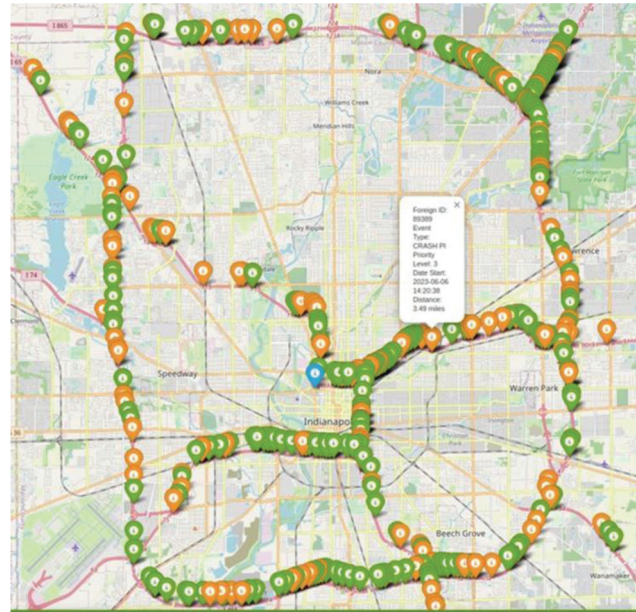 I 865
Nora
Williams Creek
Meridian Hills
Eagle Creek
Park
Rocky Ripple
I 74
Speedway
Warren Park
Indianapo
Beech Grove
Wanamaker
×
Foreign ID:
89389
Event
Type:
CRASH PI
Priority
Level: 3
Date Start:
2023-06-06
14:20:38
Distance:
3.49 miles